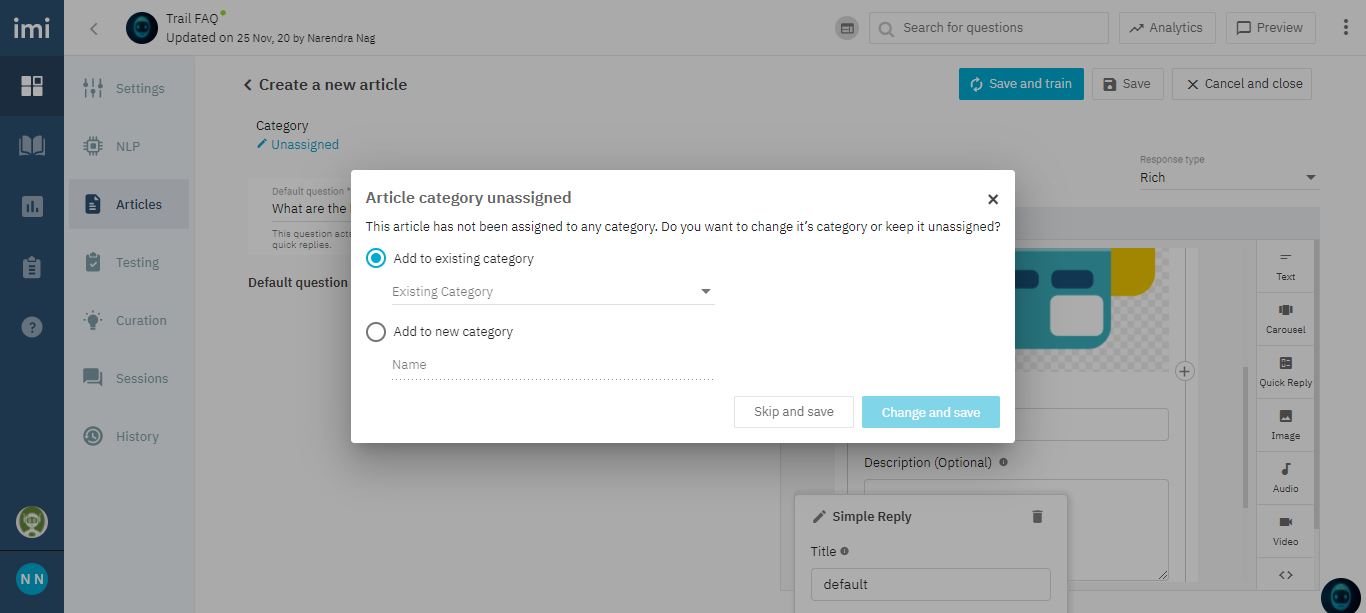 imi
Trail FAQ
Updated on 25 Nov, 20 by Narendra Nag
Search for questions
Analytics
Preview
Settings
NLP
Articles
Testing
Curation
Sessions
History
N N
Create a new article
Save and train
Save
Cancel and close
Category
Unassigned
Response type
Rich
Default question *
What are the
This question acte
quick replies.
Default question
Article category unassigned
This article has not been assigned to any category. Do you want to change it's category or keep it unassigned?
Add to existing category
Existing Category
Add to new category
Name
Skip and save
Change and save
Text
Carousel
Quick Reply
Image
Audio
Video
Description (Optional)
Simple Reply
Title
default